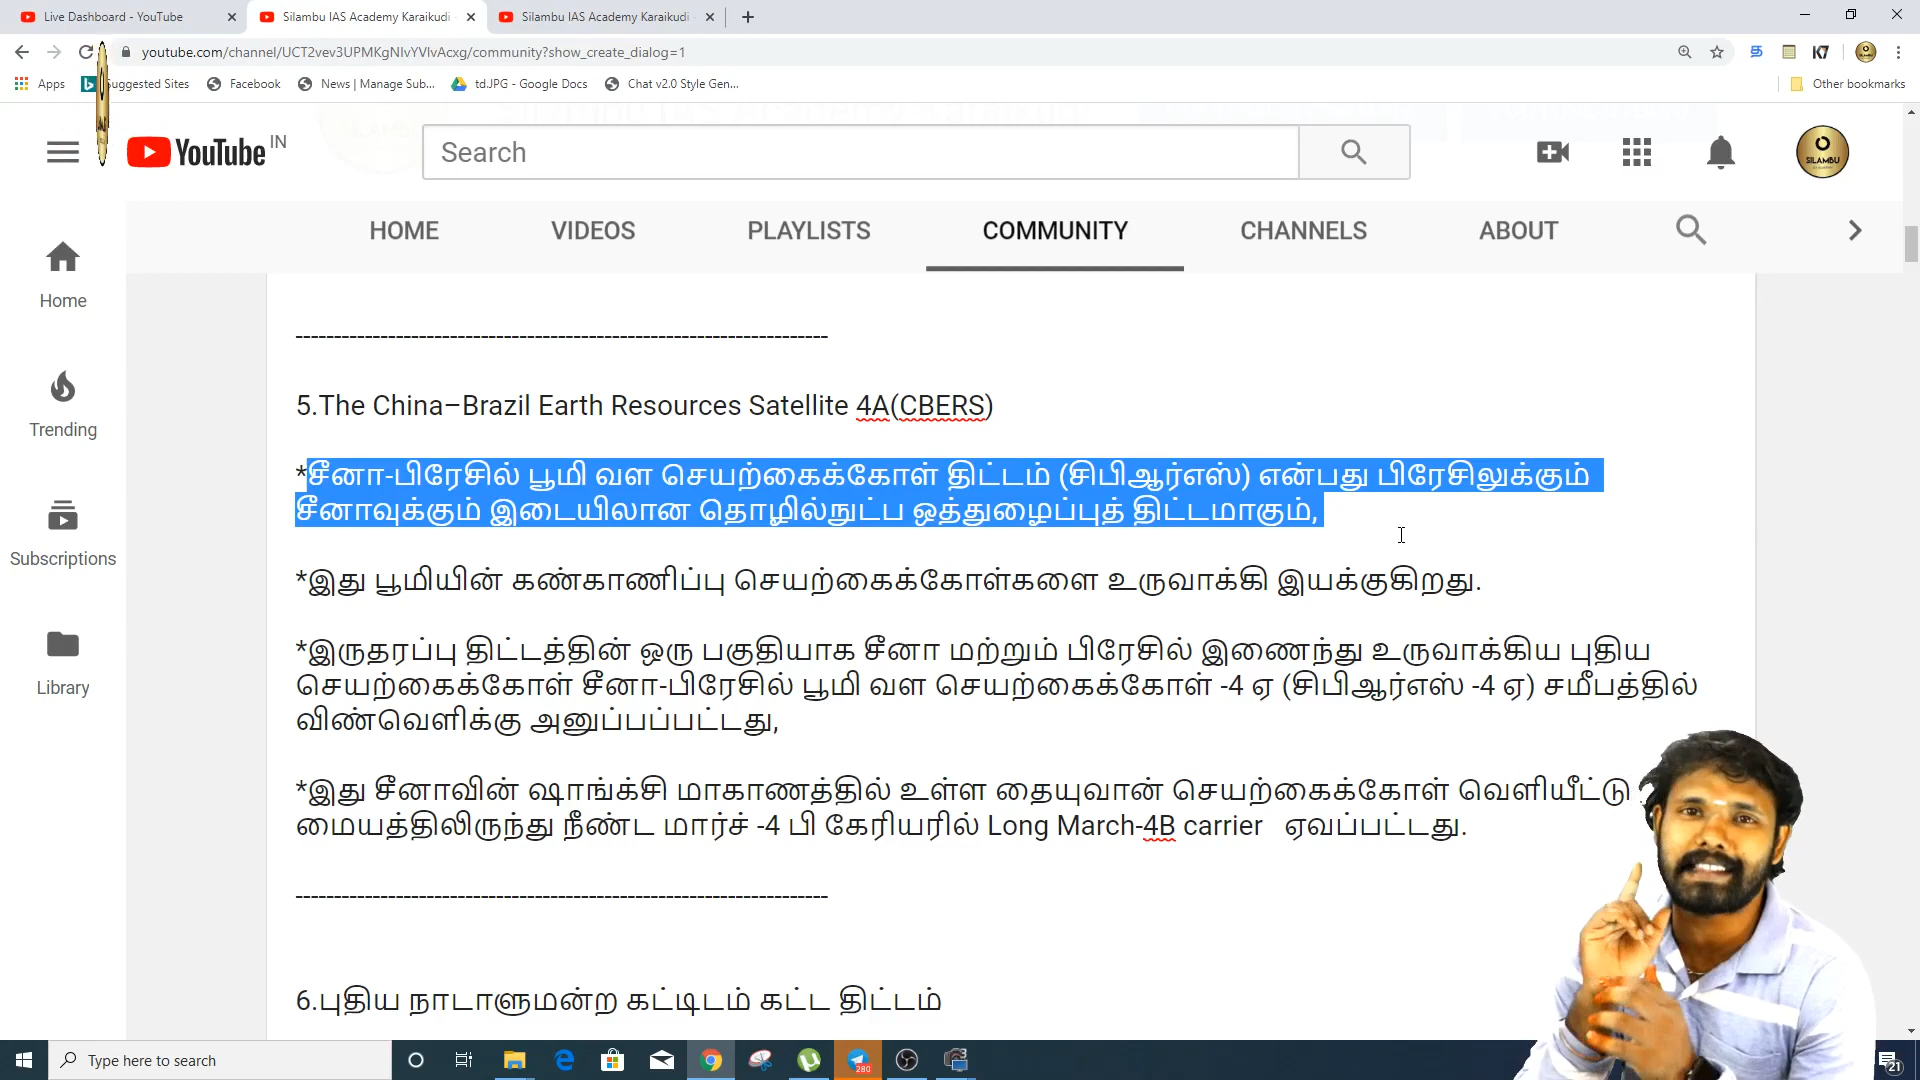 Live Dashboard - YouTube
Silambu IAS Academy Karaikudi
Silambu IAS Academy Karaikudi
youtube.com/channel/UCT2vev3UPMKgNIvYVlvAcxg/community?show_create_dialog=1
Apps
uggested Sites
Facebook
News | Manage Sub...
td.JPG - Google Docs
Chat v2.0 Style Gen...
Other bookmarks
YouTube IN
Search
SILAMBU
HOME
VIDEOS
PLAYLISTS
COMMUNITY
CHANNELS
ABOUT
Home
Trending
Subscriptions
Library
----------------------------------------------------------------------
5.The China–Brazil Earth Resources Satellite 4A(CBERS)
*சீனா-பிரேசில் பூமி வள செயற்கைக்கோள் திட்டம் (சிபிஆர்எஸ்) என்பது பிரேசிலுக்கும்
சீனாவுக்கும் இடையிலான தொழில்நுட்ப ஒத்துழைப்புத் திட்டமாகும்,
*இது பூமியின் கண்காணிப்பு செயற்கைக்கோள்களை உருவாக்கி இயக்குகிறது.
*இருதரப்பு திட்டத்தின் ஒரு பகுதியாக சீனா மற்றும் பிரேசில் இணைந்து உருவாக்கிய புதிய
செயற்கைக்கோள் சீனா-பிரேசில் பூமி வள செயற்கைக்கோள் -4 ஏ (சிபிஆர்எஸ் -4 ஏ) சமீபத்தில்
விண்வெளிக்கு அனுப்பப்பட்டது,
*இது சீனாவின் ஷாங்க்சி மாகாணத்தில் உள்ள தையுவான் செயற்கைக்கோள் வெளியீட்டு
மையத்திலிருந்து நீண்ட மார்ச் -4 பி கேரியரில் Long March-4B carrier ஏவப்பட்டது.
----------------------------------------------------------------------
6.புதிய நாடாளுமன்ற கட்டிடம் கட்ட திட்டம்
Type here to search
280
21